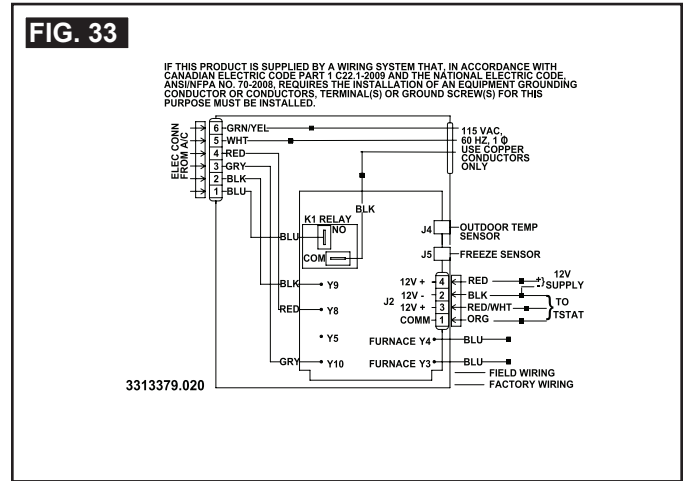 FIG. 33
IF THIS PRODUCT IS SUPPLIED BY A WIRING SYSTEM THAT, IN ACCORDANCE WITH
CANADIAN ELECTRIC CODE PART 1 C22.1-2009 AND THE NATIONAL ELECTRIC CODE,
ANSI/NFPA NO. 70-2008, REQUIRES THE INSTALLATION OF AN EQUIPMENT GROUNDING
CONDUCTOR OR CONDUCTORS, TERMINAL(S) OR GROUND SCREW(S) FOR THIS
PURPOSE MUST BE INSTALLED.
ELEC CONN
FROM A/C
6 GRN/YEL
5 WHT
4 RED
3 GRY
2 BLK
1 BLU
115 VAC,
60 HZ, 1 Φ
USE COPPER
CONDUCTORS
ONLY
BLK
K1 RELAY
NO
BLU
COM
J4 OUTDOOR TEMP
SENSOR
J5 FREEZE SENSOR
BLK Y9
RED Y8
Y5
GRY Y10
J2
12V + 4 RED
12V - 2 BLK
12V + 3 RED/WHT
COMM 1 ORG
+
-
12V
SUPPLY
TO
TSTAT
FURNACE Y4 BLU
FURNACE Y3 BLU
FIELD WIRING
FACTORY WIRING
3313379.020